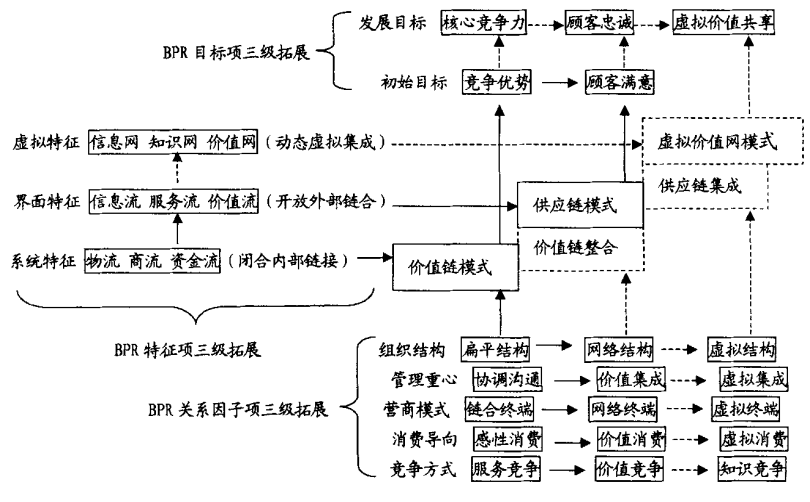 发展目标 核心竞争力 顾客忠诚 虚拟价值共享
BPR 目标项三级拓展
初始目标 竞争优势 顾客满意
虚拟特征 信息网 知识网 价值网 (动态虚拟集成) 虚拟价值网模式
供应链集成
界面特征 信息流 服务流 价值流 (开放外部链合) 供应链模式
价值链整合
系统特征 物流 商流 资金流 (闭合内部链接) 价值链模式
BPR 特征项三级拓展
组织结构 扁平结构 网络结构 虚拟结构
管理重心 协调沟通 价值集成 虚拟集成
BPR 关系因子项三级拓展
营商模式 链合终端 网络终端 虚拟终端
消费导向 感性消费 价值消费 虚拟消费
竞争方式 服务竞争 价值竞争 知识竞争